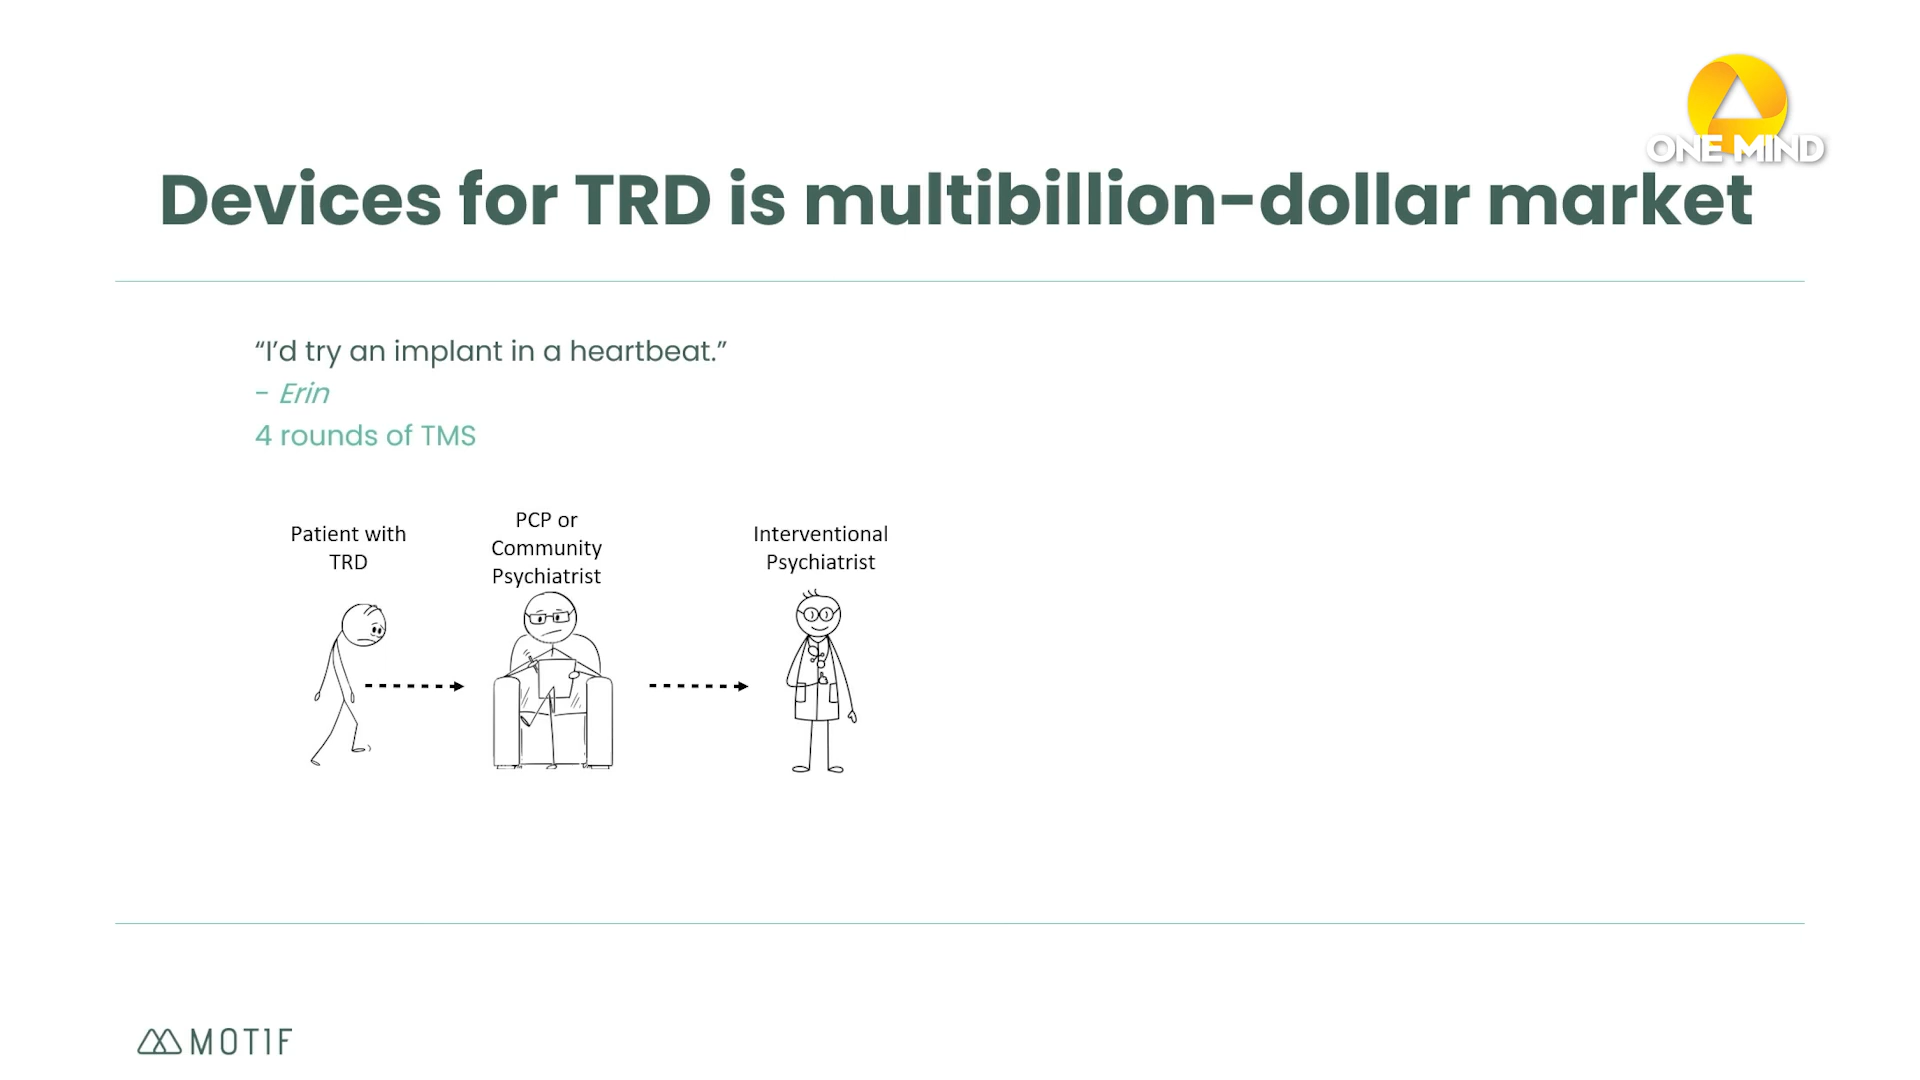 ONE MIND
Devices for TRD is multibillion-dollar market
“I’d try an implant in a heartbeat.”
- Erin
4 rounds of TMS
Patient with
TRD
PCP or
Community
Psychiatrist
Interventional
Psychiatrist
MOTIF